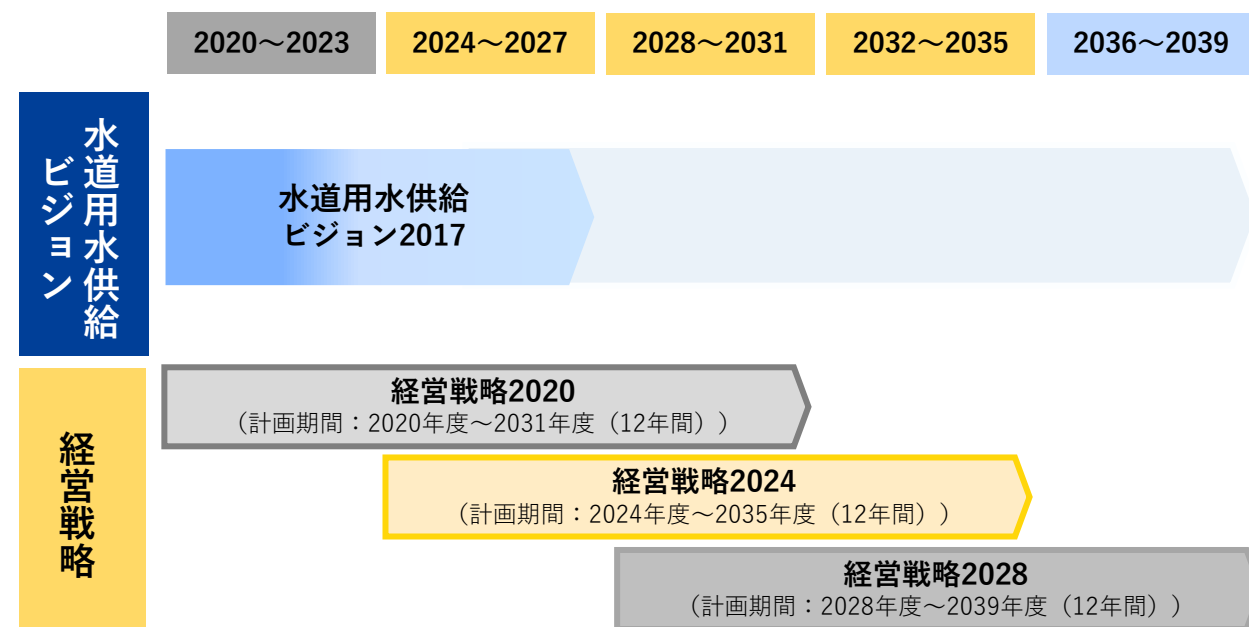 2020～2023
2024～2027
2028～2031
2032～2035
2036～2039
水道用水供給
ビジョン
水道用水供給
ビジョン2017
経営戦略
経営戦略2020
（計画期間：2020年度～2031年度（12年間））
経営戦略2024
（計画期間：2024年度～2035年度（12年間））
経営戦略2028
（計画期間：2028年度～2039年度（12年間））